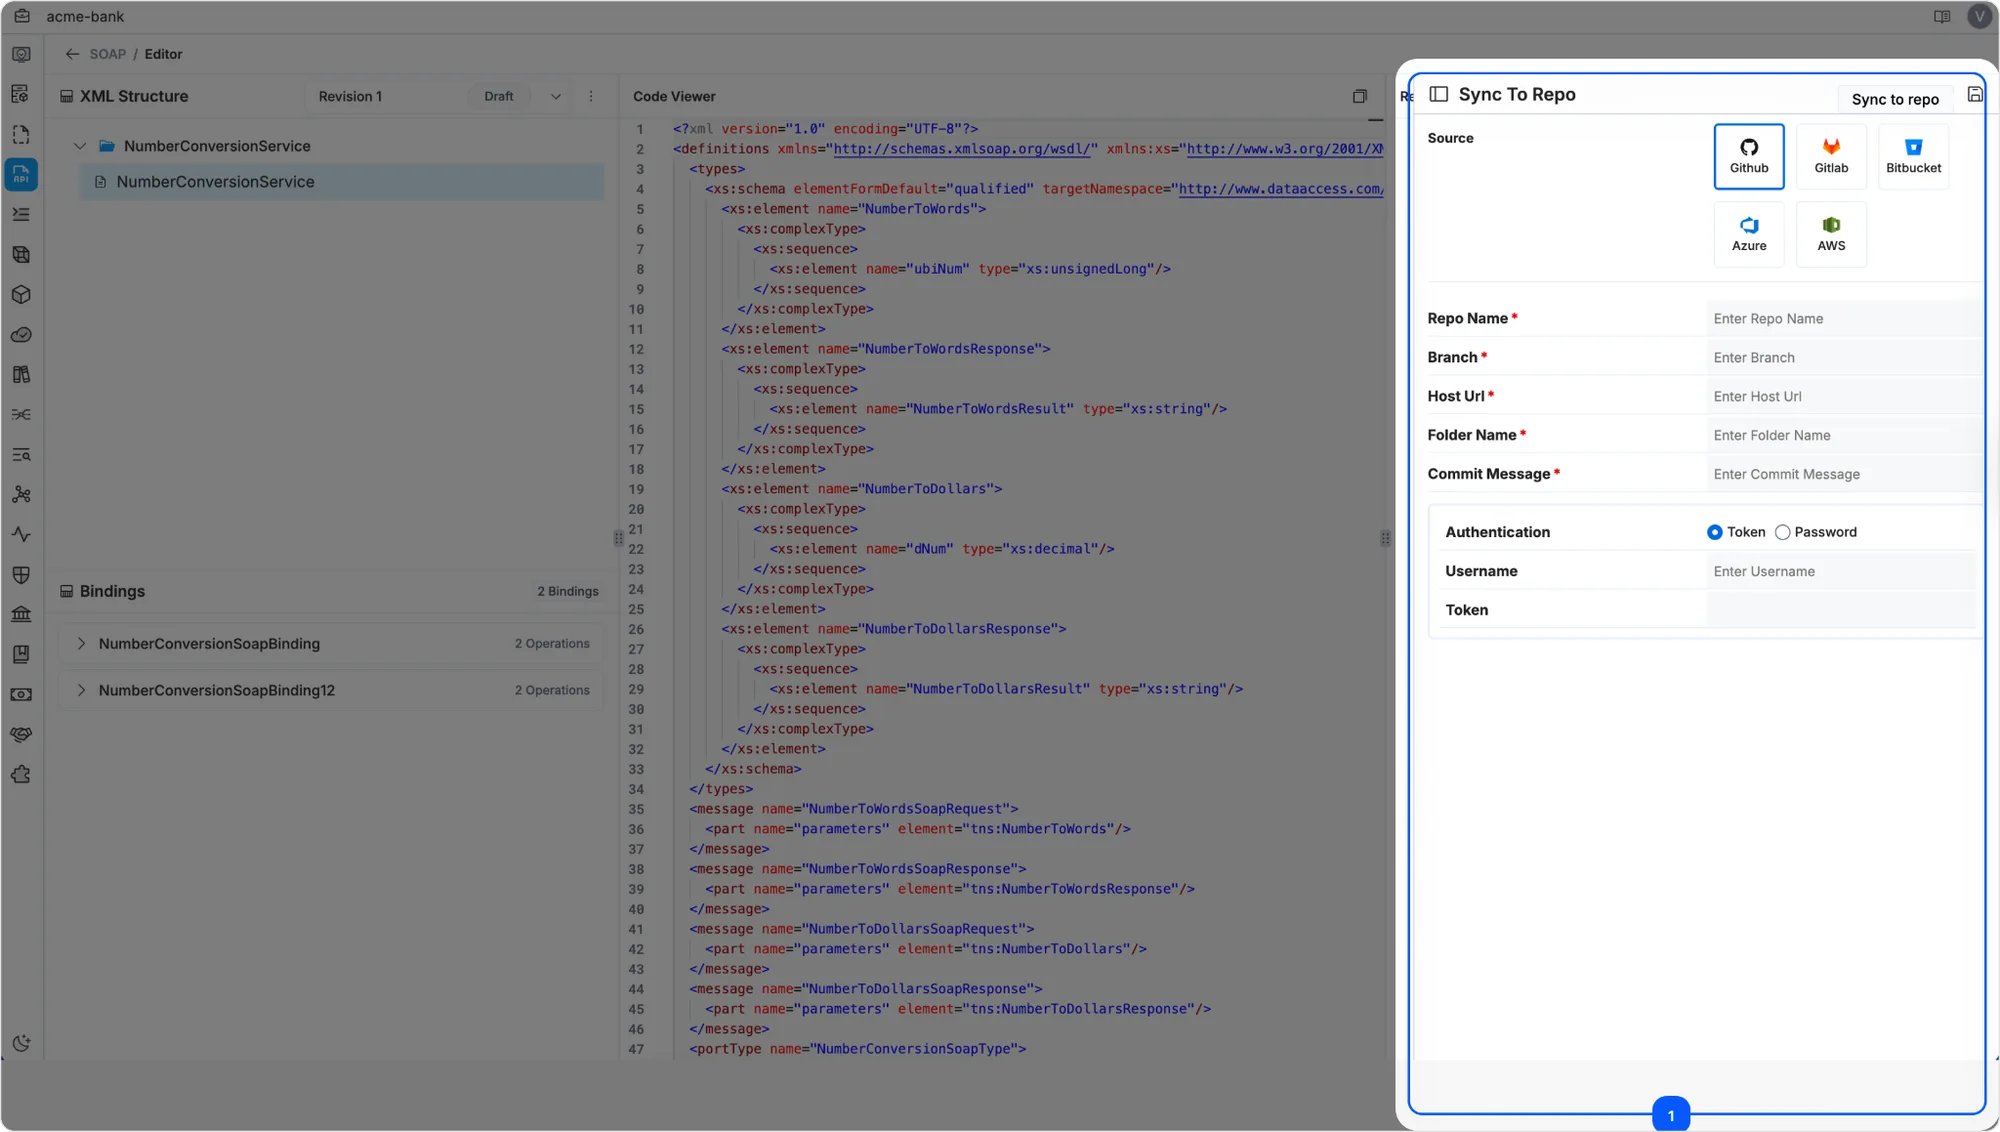 acme-bank
V
SOAP / Editor
XML Structure
Revision 1
Draft
NumberConversionService
NumberConversionService
Bindings
2 Bindings
NumberConversionSoapBinding
2 Operations
NumberConversionSoapBinding12
2 Operations
API
Code Viewer
1 <?xml version="1.0" encoding="UTF-8"?>
2 <definitions xmlns="http://schemas.xmlsoap.org/wsdl/" xmlns:xs="http://www.w3.org/2001/XM
3 <types>
4 <xs:schema elementFormDefault="qualified" targetNamespace="http://www.dataaccess.com/
5 <xs:element name="NumberToWords">
6 <xs:complexType>
7 <xs:sequence>
8 <xs:element name="ubiNum" type="xs:unsignedLong"/>
9 </xs:sequence>
10 </xs:complexType>
11 </xs:element>
12 <xs:element name="NumberToWordsResponse">
13 <xs:complexType>
14 <xs:sequence>
15 <xs:element name="NumberToWordsResult" type="xs:string"/>
16 </xs:sequence>
17 </xs:complexType>
18 </xs:element>
19 <xs:element name="NumberToDollars">
20 <xs:complexType>
21 <xs:sequence>
22 <xs:element name="dNum" type="xs:decimal"/>
23 </xs:sequence>
24 </xs:complexType>
25 </xs:element>
26 <xs:element name="NumberToDollarsResponse">
27 <xs:complexType>
28 <xs:sequence>
29 <xs:element name="NumberToDollarsResult" type="xs:string"/>
30 </xs:sequence>
31 </xs:complexType>
32 </xs:element>
33 </xs:schema>
34 </types>
35 <message name="NumberToWordsSoapRequest">
36 <part name="parameters" element="tns:NumberToWords"/>
37 </message>
38 <message name="NumberToWordsSoapResponse">
39 <part name="parameters" element="tns:NumberToWordsResponse"/>
40 </message>
41 <message name="NumberToDollarsSoapRequest">
42 <part name="parameters" element="tns:NumberToDollars"/>
43 </message>
44 <message name="NumberToDollarsSoapResponse">
45 <part name="parameters" element="tns:NumberToDollarsResponse"/>
46 </message>
47 <portType name="NumberConversionSoapType">
Sync To Repo
Sync to repo
Source
Github
Gitlab
Bitbucket
Azure
AWS
Repo Name *
Enter Repo Name
Branch *
Enter Branch
Host Url *
Enter Host Url
Folder Name *
Enter Folder Name
Commit Message *
Enter Commit Message
Authentication
Token
Password
Username
Enter Username
Token
1